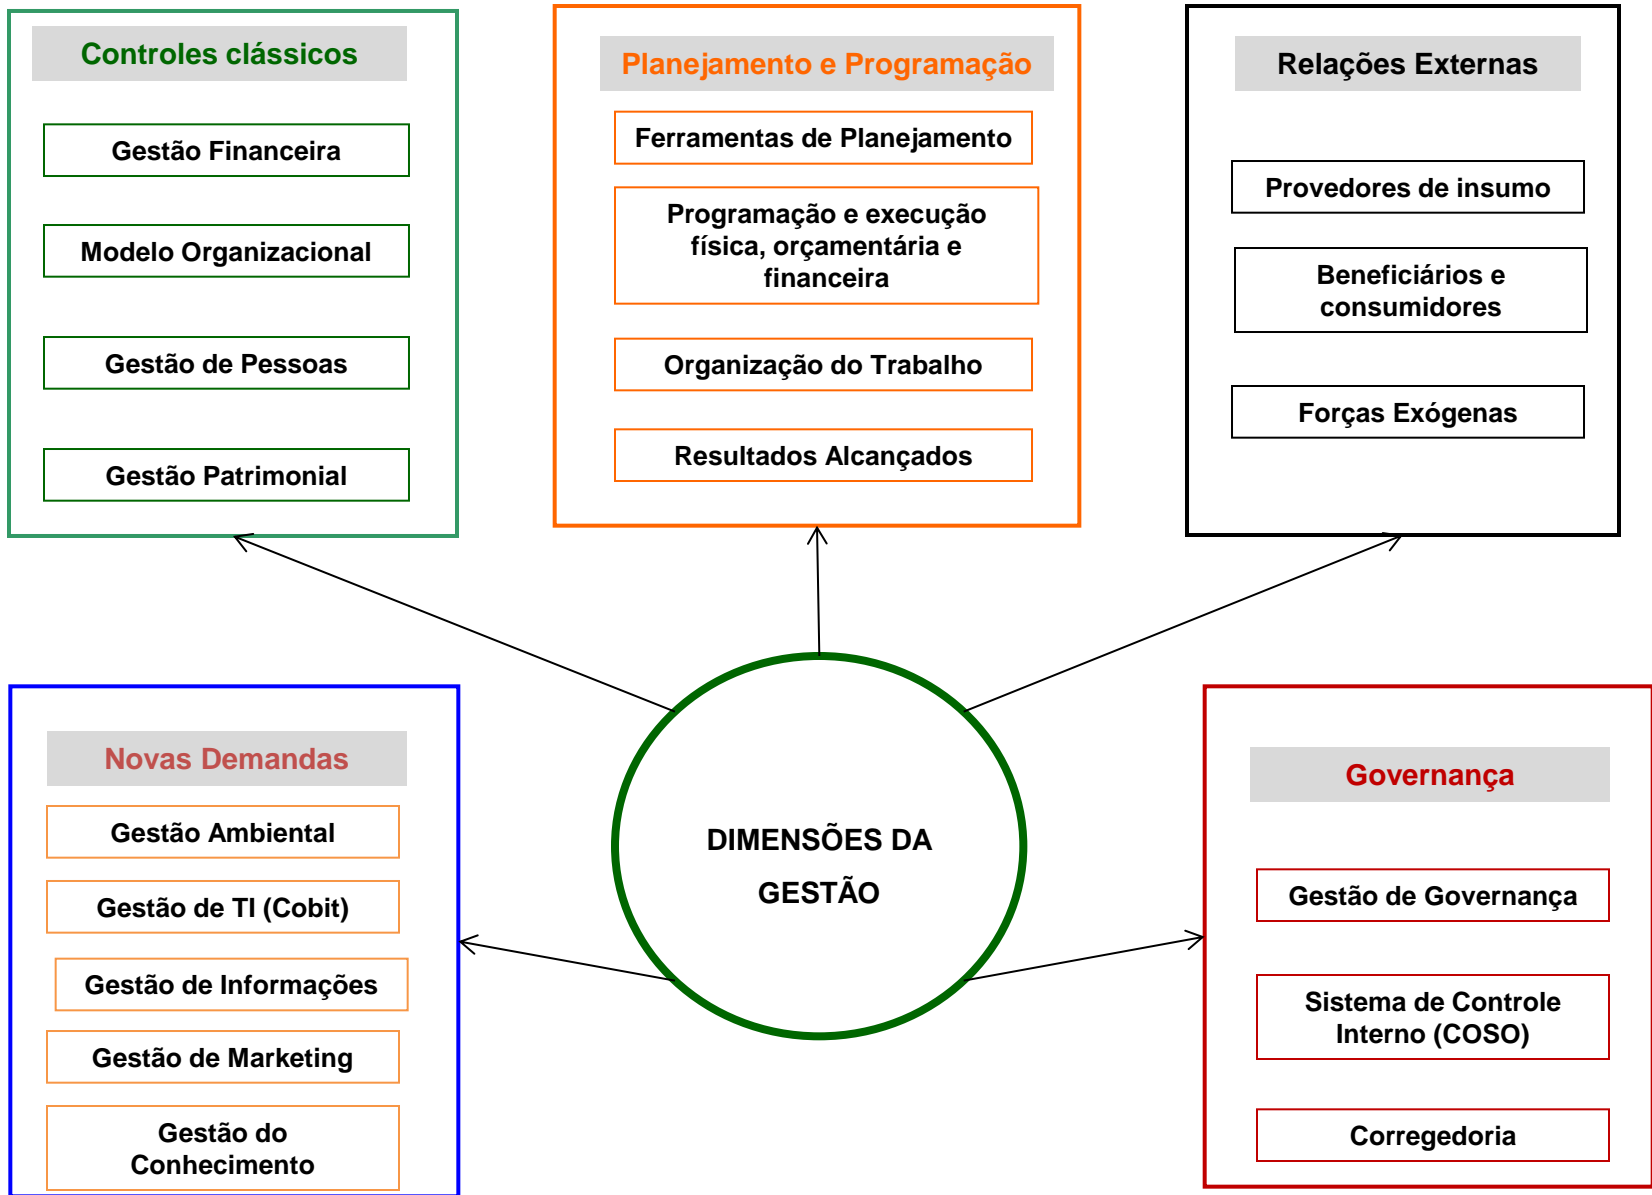 Controles clássicos
Gestão Financeira
Modelo Organizacional
Gestão de Pessoas
Gestão Patrimonial
Planejamento e Programação
Ferramentas de Planejamento
Programação e execução
física, orçamentária e
financeira
Organização do Trabalho
Resultados Alcançados
Relações Externas
Provedores de insumo
Beneficiários e
consumidores
Forças Exógenas
DIMENSÕES DA
GESTÃO
Novas Demandas
Gestão Ambiental
Gestão de TI (Cobit)
Gestão de Informações
Gestão de Marketing
Gestão do
Conhecimento
Governança
Gestão de Governança
Sistema de Controle
Interno (COSO)
Corregedoria